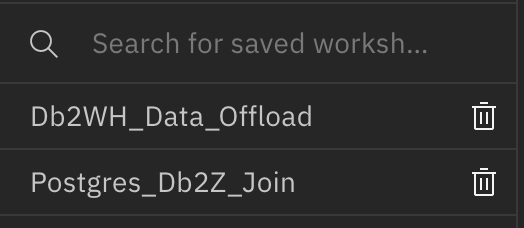 Search for saved worksh...
Db2WH_Data_Offload
Postgres_Db2Z_Join